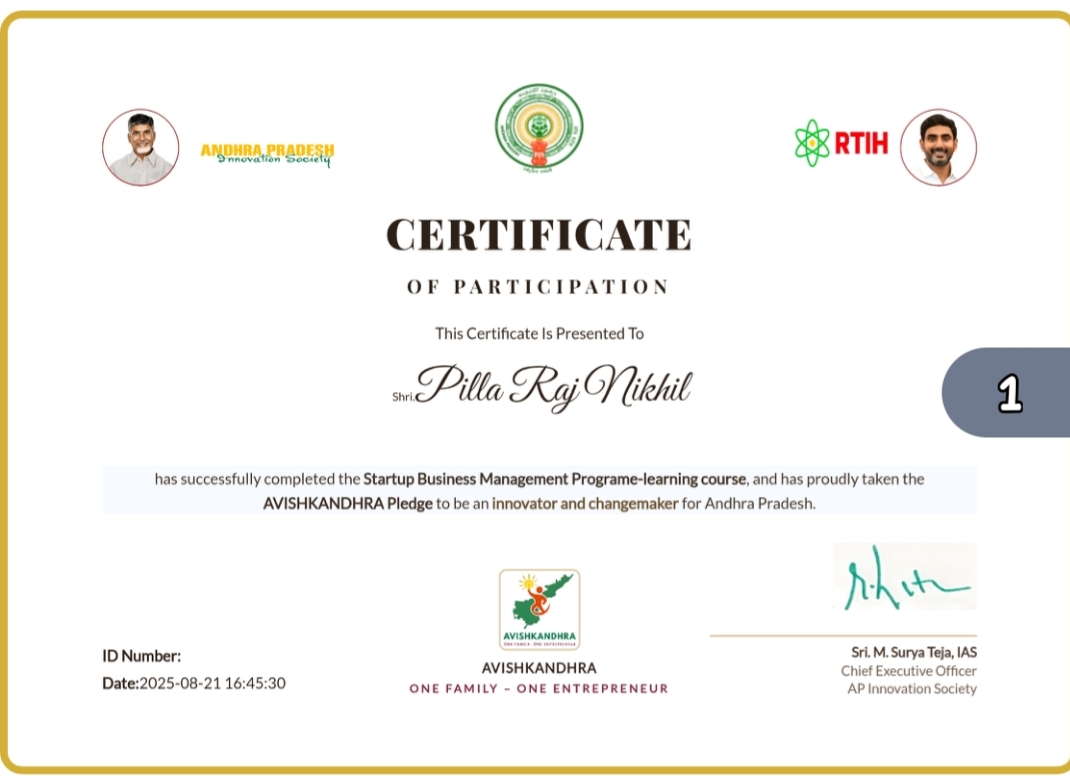 ANDHRA PRADESH
Innovation Society
RTIH
CERTIFICATE
OF PARTICIPATION
This Certificate Is Presented To
Shri. Pilla Raj Nikhil
1
has successfully completed the Startup Business Management Programe-learning course, and has proudly taken the
AVISHKANDHRA Pledge to be an innovator and changemaker for Andhra Pradesh.
AVISHKANDHRA
ONE FAMILY ONE ENTREPRENEUR
ID Number:
Date:2025-08-21 16:45:30
AVISHKANDHRA
ONE FAMILY – ONE ENTREPRENEUR
Sri. M. Surya Teja, IAS
Chief Executive Officer
AP Innovation Society